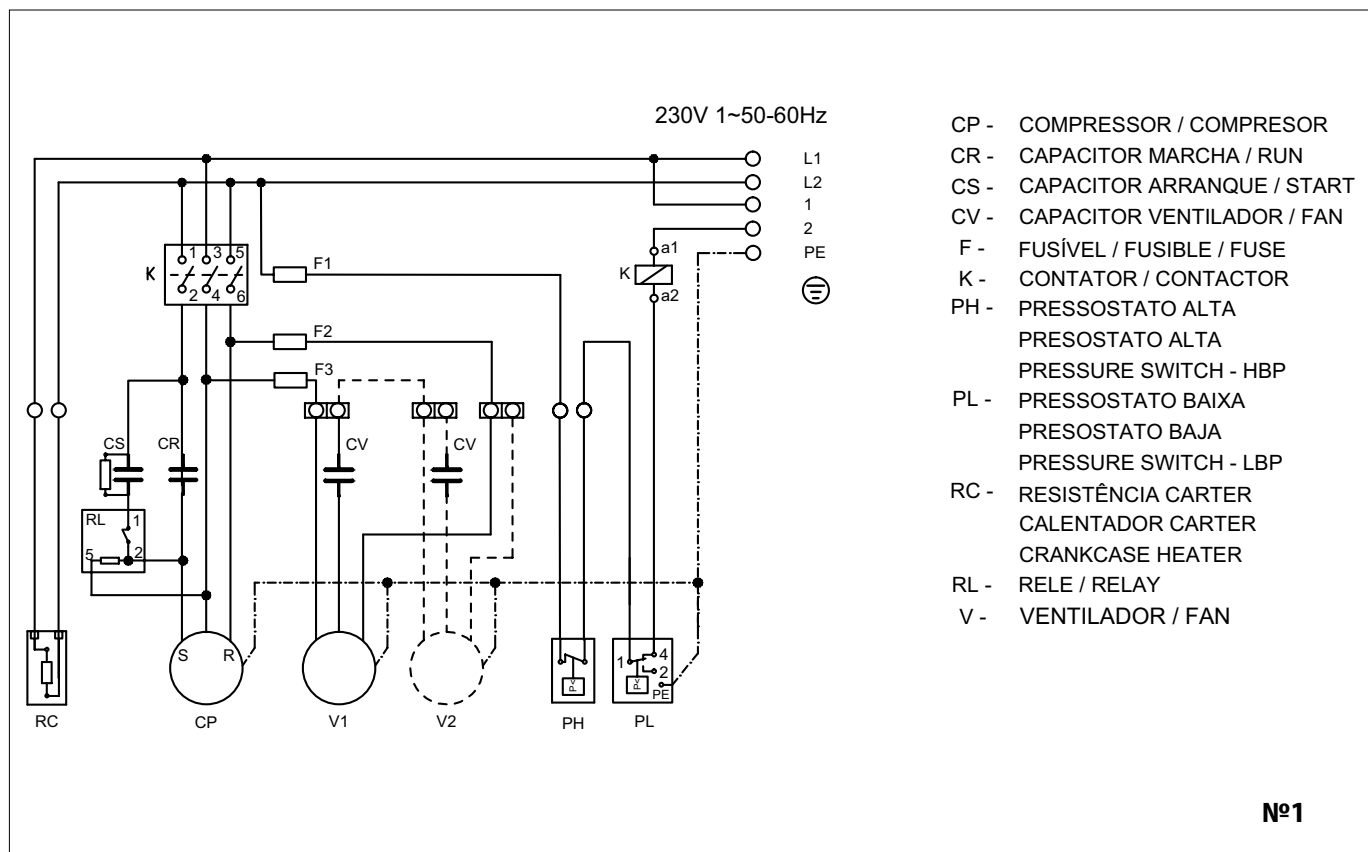 230V 1~50-60Hz
L1
L2
1
2
PE
a1
K
a2
1 3 5
K
2 4 6
F1
F2
F3
CS
CR
CV
CV
RL
1
5
2
S
R
1
4
2
PE
P<
P<
RC
CP
V1
V2
PH
PL
CP - COMPRESSOR / COMPRESOR
CR - CAPACITOR MARCHA / RUN
CS - CAPACITOR ARRANQUE / START
CV - CAPACITOR VENTILADOR / FAN
F - FUSÍVEL / FUSIBLE / FUSE
K - CONTATOR / CONTACTOR
PH - PRESSOSTATO ALTA
PRESOSTATO ALTA
PRESSURE SWITCH - HBP
PL - PRESSOSTATO BAIXA
PRESOSTATO BAJA
PRESSURE SWITCH - LBP
RC - RESISTÊNCIA CARTER
CALENTADOR CARTER
CRANKCASE HEATER
RL - RELE / RELAY
V - VENTILADOR / FAN
Nº1